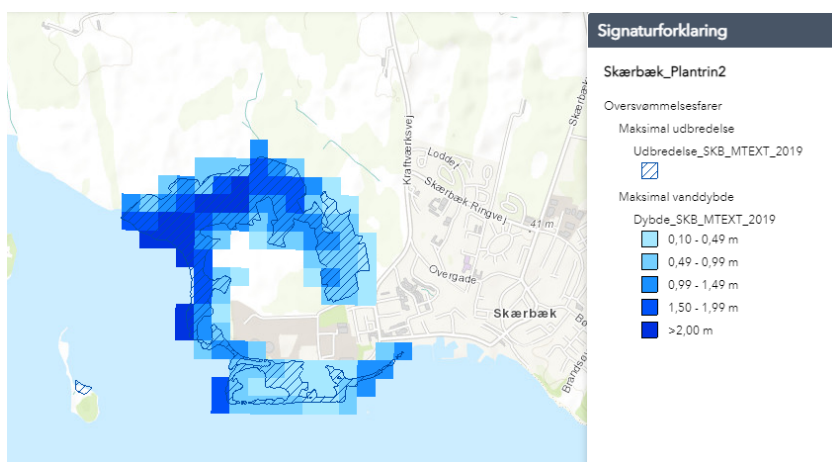 Signaturforklaring
Skærbæk_Plantrin2
Oversvømmelsesfarer
Maksimal udbredelse
Udbredelse_SKB_MTEXT_2019
Maksimal vanddybde
Dybde_SKB_MTEXT_2019
0,10 - 0,49 m
0,49 - 0,99 m
0,99 - 1,49 m
1,50 - 1,99 m
>2,00 m
Kraftværksvej
Loddet
Skærbæk Ringvej
41 m
Overgade
Skærbæk